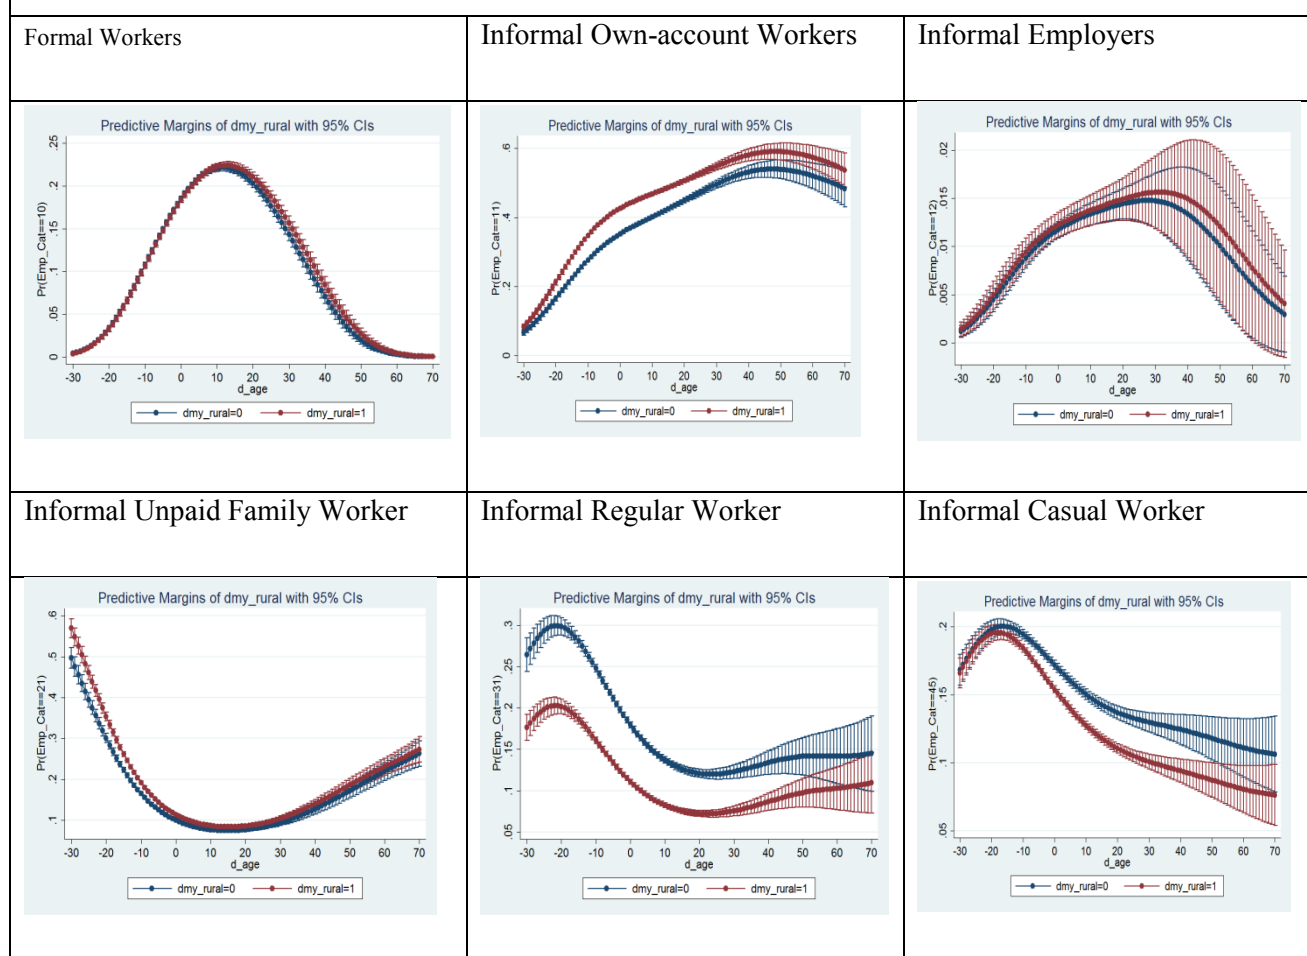 Formal Workers
Informal Own-account Workers
Informal Employers
Predictive Margins of dmy_rural with 95% CIs
Pr(Emp_Cat==10)
0 .05 .1 .15 .2 .25
-30 -20 -10 0 10 20 30 40 50 60 70
d_age
dmy_rural=0 dmy_rural=1
Predictive Margins of dmy_rural with 95% CIs
Pr(Emp_Cat==11)
0 .2 .4 .6
-30 -20 -10 0 10 20 30 40 50 60 70
d_age
dmy_rural=0 dmy_rural=1
Predictive Margins of dmy_rural with 95% CIs
Pr(Emp_Cat==12)
0 .005 .01 .015 .02
-30 -20 -10 0 10 20 30 40 50 60 70
d_age
dmy_rural=0 dmy_rural=1
Informal Unpaid Family Worker
Informal Regular Worker
Informal Casual Worker
Predictive Margins of dmy_rural with 95% CIs
Pr(Emp_Cat==21)
.1 .2 .3 .4 .5 .6
-30 -20 -10 0 10 20 30 40 50 60 70
d_age
dmy_rural=0 dmy_rural=1
Predictive Margins of dmy_rural with 95% CIs
Pr(Emp_Cat==31)
.05 .1 .15 .2 .25 .3
-30 -20 -10 0 10 20 30 40 50 60 70
d_age
dmy_rural=0 dmy_rural=1
Predictive Margins of dmy_rural with 95% CIs
Pr(Emp_Cat==45)
.05 .1 .15 .2
-30 -20 -10 0 10 20 30 40 50 60 70
d_age
dmy_rural=0 dmy_rural=1